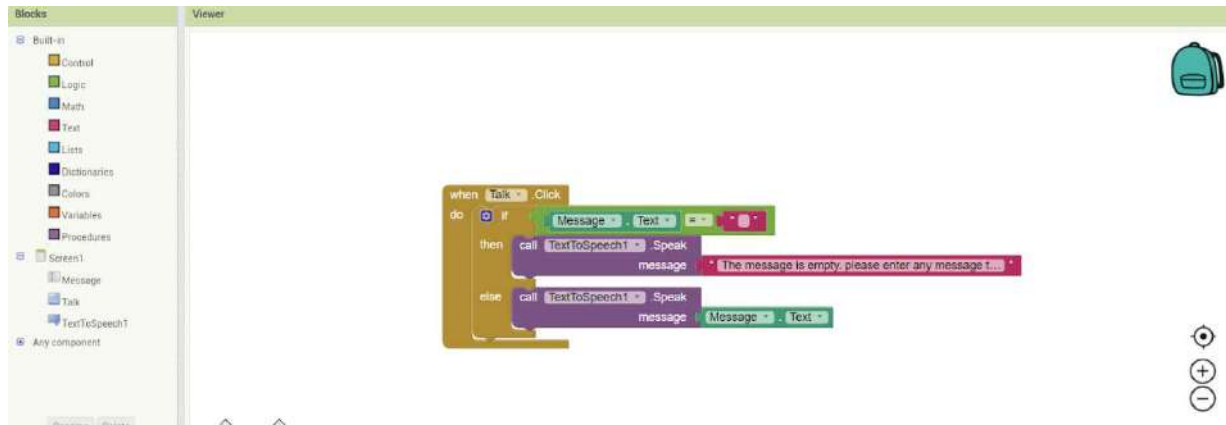 Blocks
Viewer
Built-in
Control
Logic
Math
Text
Lists
Dictionaries
Colors
Variables
Procedures
Screen1
Message
Talk
TextToSpeech1
Any component
when Talk .Click
do if Message . Text = " "
then call TextToSpeech1 .Speak
message " The message is empty, please enter any message t... "
else call TextToSpeech1 .Speak
message Message . Text